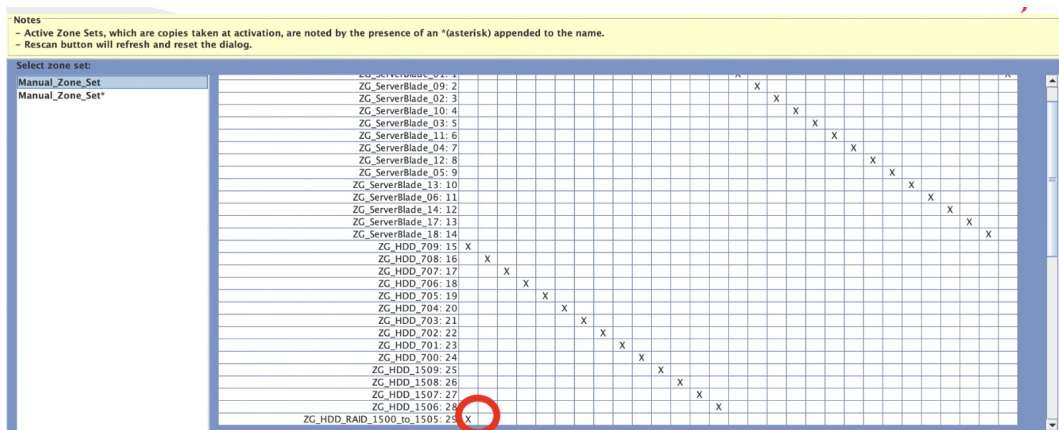 Notes
- Active Zone Sets, which are copies taken at activation, are noted by the presence of an *(asterisk) appended to the name.
- Rescan button will refresh and reset the dialog.
Select zone set:
Manual_Zone_Set
Manual_Zone_Set*
ZG_ServerBlade_01: 1 X X
ZG_ServerBlade_09: 2 X
ZG_ServerBlade_02: 3 X
ZG_ServerBlade_10: 4 X
ZG_ServerBlade_03: 5 X
ZG_ServerBlade_11: 6 X
ZG_ServerBlade_04: 7 X
ZG_ServerBlade_12: 8 X
ZG_ServerBlade_05: 9 X
ZG_ServerBlade_13: 10 X
ZG_ServerBlade_06: 11 X
ZG_ServerBlade_14: 12 X
ZG_ServerBlade_17: 13 X
ZG_ServerBlade_18: 14 X
ZG_HDD_709: 15 X
ZG_HDD_708: 16 X
ZG_HDD_707: 17 X
ZG_HDD_706: 18 X
ZG_HDD_705: 19 X
ZG_HDD_704: 20 X
ZG_HDD_703: 21 X
ZG_HDD_702: 22 X
ZG_HDD_701: 23 X
ZG_HDD_700: 24 X
ZG_HDD_1509: 25 X
ZG_HDD_1508: 26 X
ZG_HDD_1507: 27 X
ZG_HDD_1506: 28 X
ZG_HDD_RAID_1500_to_1505: 29 X